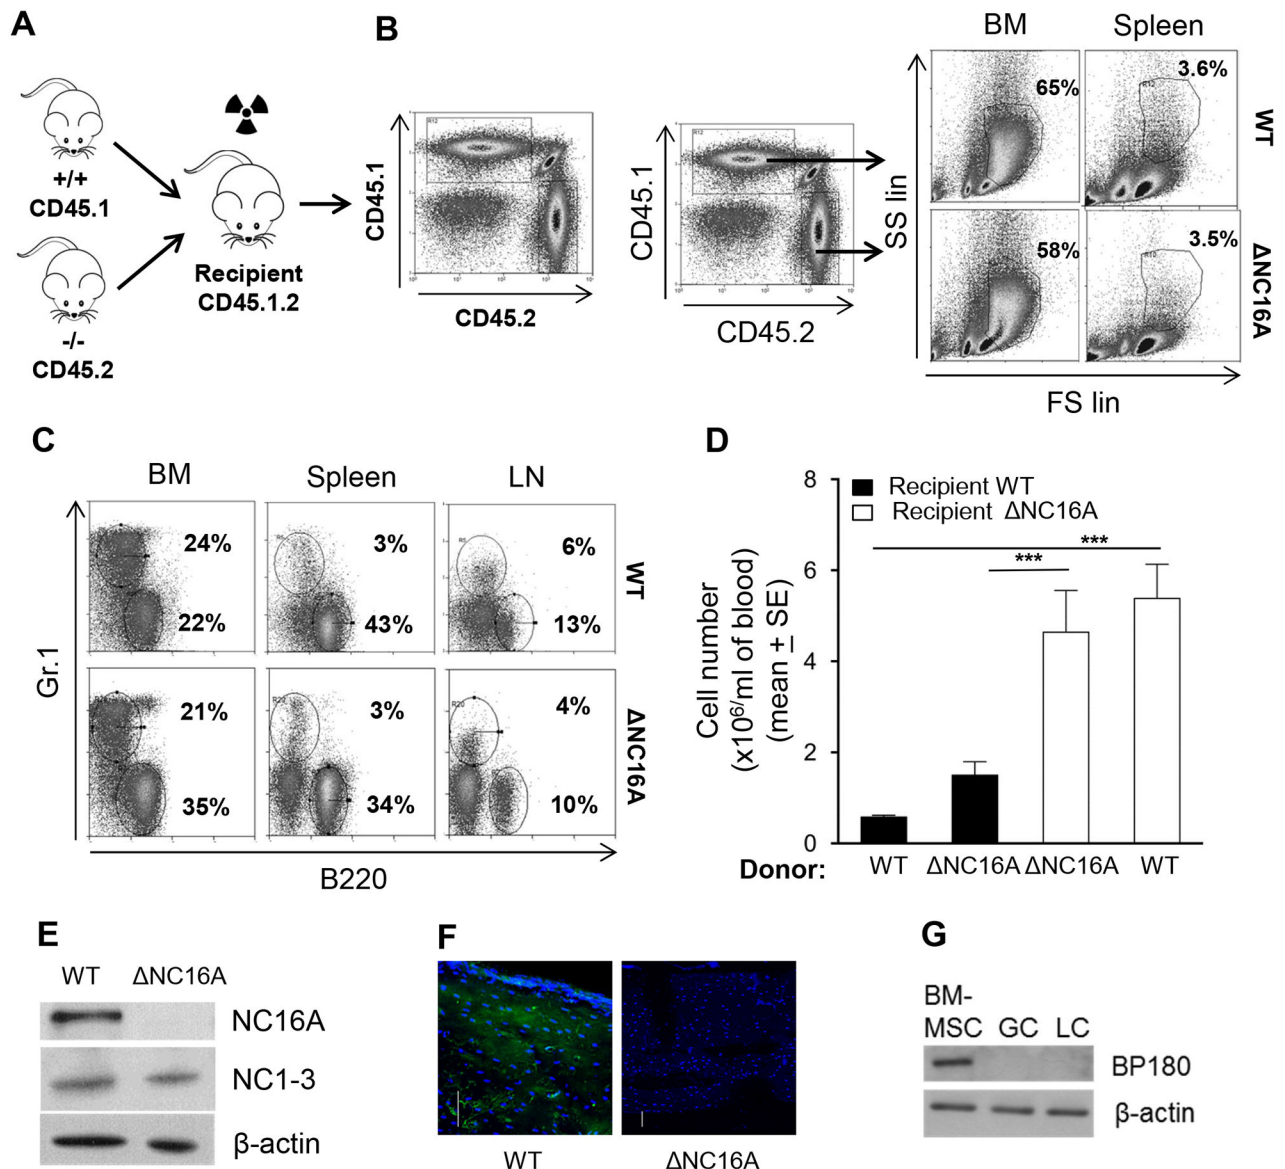 A
+/+
CD45.1
-/-
CD45.2
Recipient
CD45.1.2
B
CD45.1
CD45.2
CD45.1
CD45.2
R12
R12
BM
Spleen
65%
3.6%
R12
WT
58%
3.5%
R10
ΔNC16A
SS lin
FS lin
C
BM
Spleen
LN
24%
3%
6%
22%
43%
13%
WT
21%
3%
4%
35%
34%
10%
ΔNC16A
Gr.1
B220
D
Recipient WT
Recipient ΔNC16A
***
***
8
6
4
2
0
Cell number
(x10⁶/ml of blood)
(mean ± SE)
Donor: WT ΔNC16A ΔNC16A WT
E
WT ΔNC16A
NC16A
NC1-3
β-actin
F
WT ΔNC16A
G
BM-
MSC GC LC
BP180
β-actin